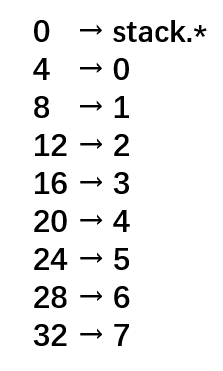 0 → stack.*
4 → 0
8 → 1
12 → 2
16 → 3
20 → 4
24 → 5
28 → 6
32 → 7